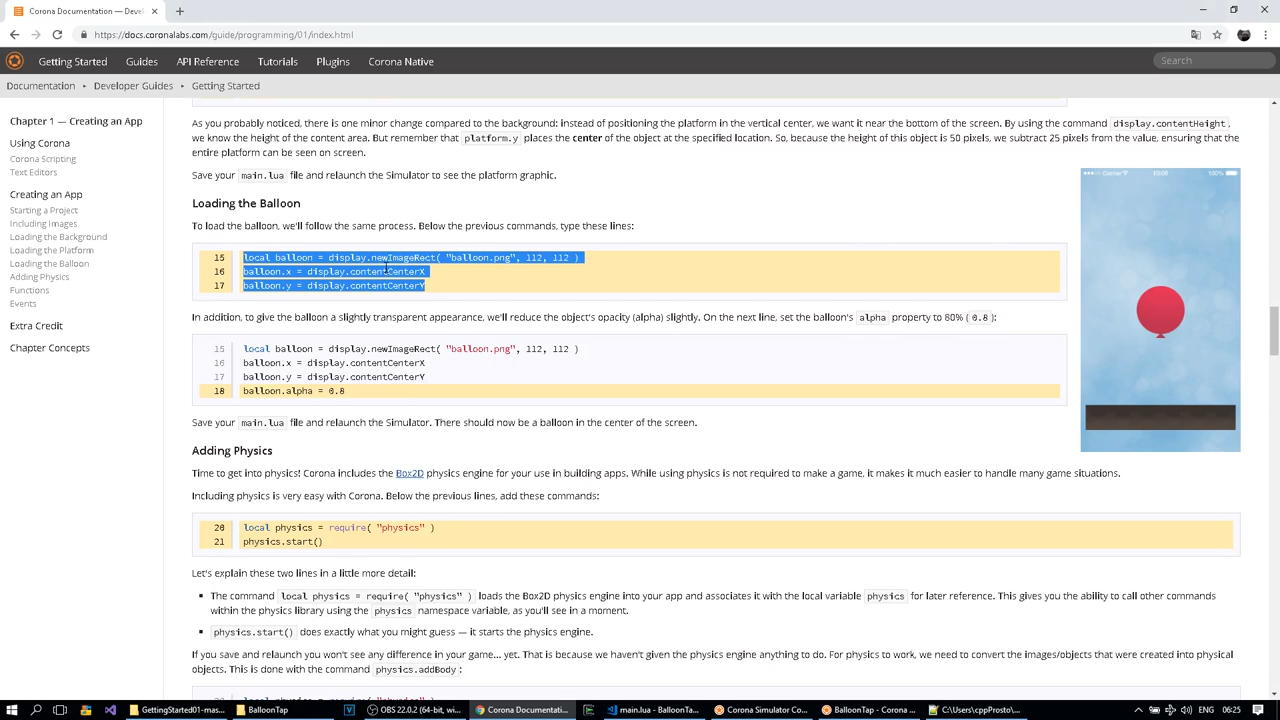 Corona Documentation — Devel
https://docs.coronalabs.com/guide/programming/01/index.html
Getting Started Guides API Reference Tutorials Plugins Corona Native Search
Documentation ▸ Developer Guides ▸ Getting Started
Chapter 1 — Creating an App
Using Corona
Corona Scripting
Text Editors
Creating an App
Starting a Project
Including Images
Loading the Background
Loading the Platform
Loading the Balloon
Adding Physics
Functions
Events
Extra Credit
Chapter Concepts
As you probably noticed, there is one minor change compared to the background: instead of positioning the platform in the vertical center, we want it near the bottom of the screen. By using the command display.contentHeight,
we know the height of the content area. But remember that platform.y places the center of the object at the specified location. So, because the height of this object is 50 pixels, we subtract 25 pixels from the value, ensuring that the
entire platform can be seen on screen.
Save your main.lua file and relaunch the Simulator to see the platform graphic.
Loading the Balloon
To load the balloon, we'll follow the same process. Below the previous commands, type these lines:
15 local balloon = display.newImageRect( "balloon.png", 112, 112 )
16 balloon.x = display.contentCenterX
17 balloon.y = display.contentCenterY
In addition, to give the balloon a slightly transparent appearance, we'll reduce the object's opacity (alpha) slightly. On the next line, set the balloon's alpha property to 80% ( 0.8 ):
15 local balloon = display.newImageRect( "balloon.png", 112, 112 )
16 balloon.x = display.contentCenterX
17 balloon.y = display.contentCenterY
18 balloon.alpha = 0.8
Save your main.lua file and relaunch the Simulator. There should now be a balloon in the center of the screen.
Carrier 100%
Adding Physics
Time to get into physics! Corona includes the Box2D physics engine for your use in building apps. While using physics is not required to make a game, it makes it much easier to handle many game situations.
Including physics is very easy with Corona. Below the previous lines, add these commands:
20 local physics = require( "physics" )
21 physics.start()
Let's explain these two lines in a little more detail:
▪ The command local physics = require( "physics" ) loads the Box2D physics engine into your app and associates it with the local variable physics for later reference. This gives you the ability to call other commands
within the physics library using the physics namespace variable, as you'll see in a moment.
▪ physics.start() does exactly what you might guess — it starts the physics engine.
If you save and relaunch you won't see any difference in your game... yet. That is because we haven't given the physics engine anything to do. For physics to work, we need to convert the images/objects that were created into physical
objects. This is done with the command physics.addBody:
local physics = require( "physics" )
GettingStarted01-mas... BalloonTap OBS 22.0.2 (64-bit, wi... Corona Documentati... main.lua - BalloonTa... Corona Simulator Co... BalloonTap - Corona ... C:\Users\cppProsto\... ENG 06:25